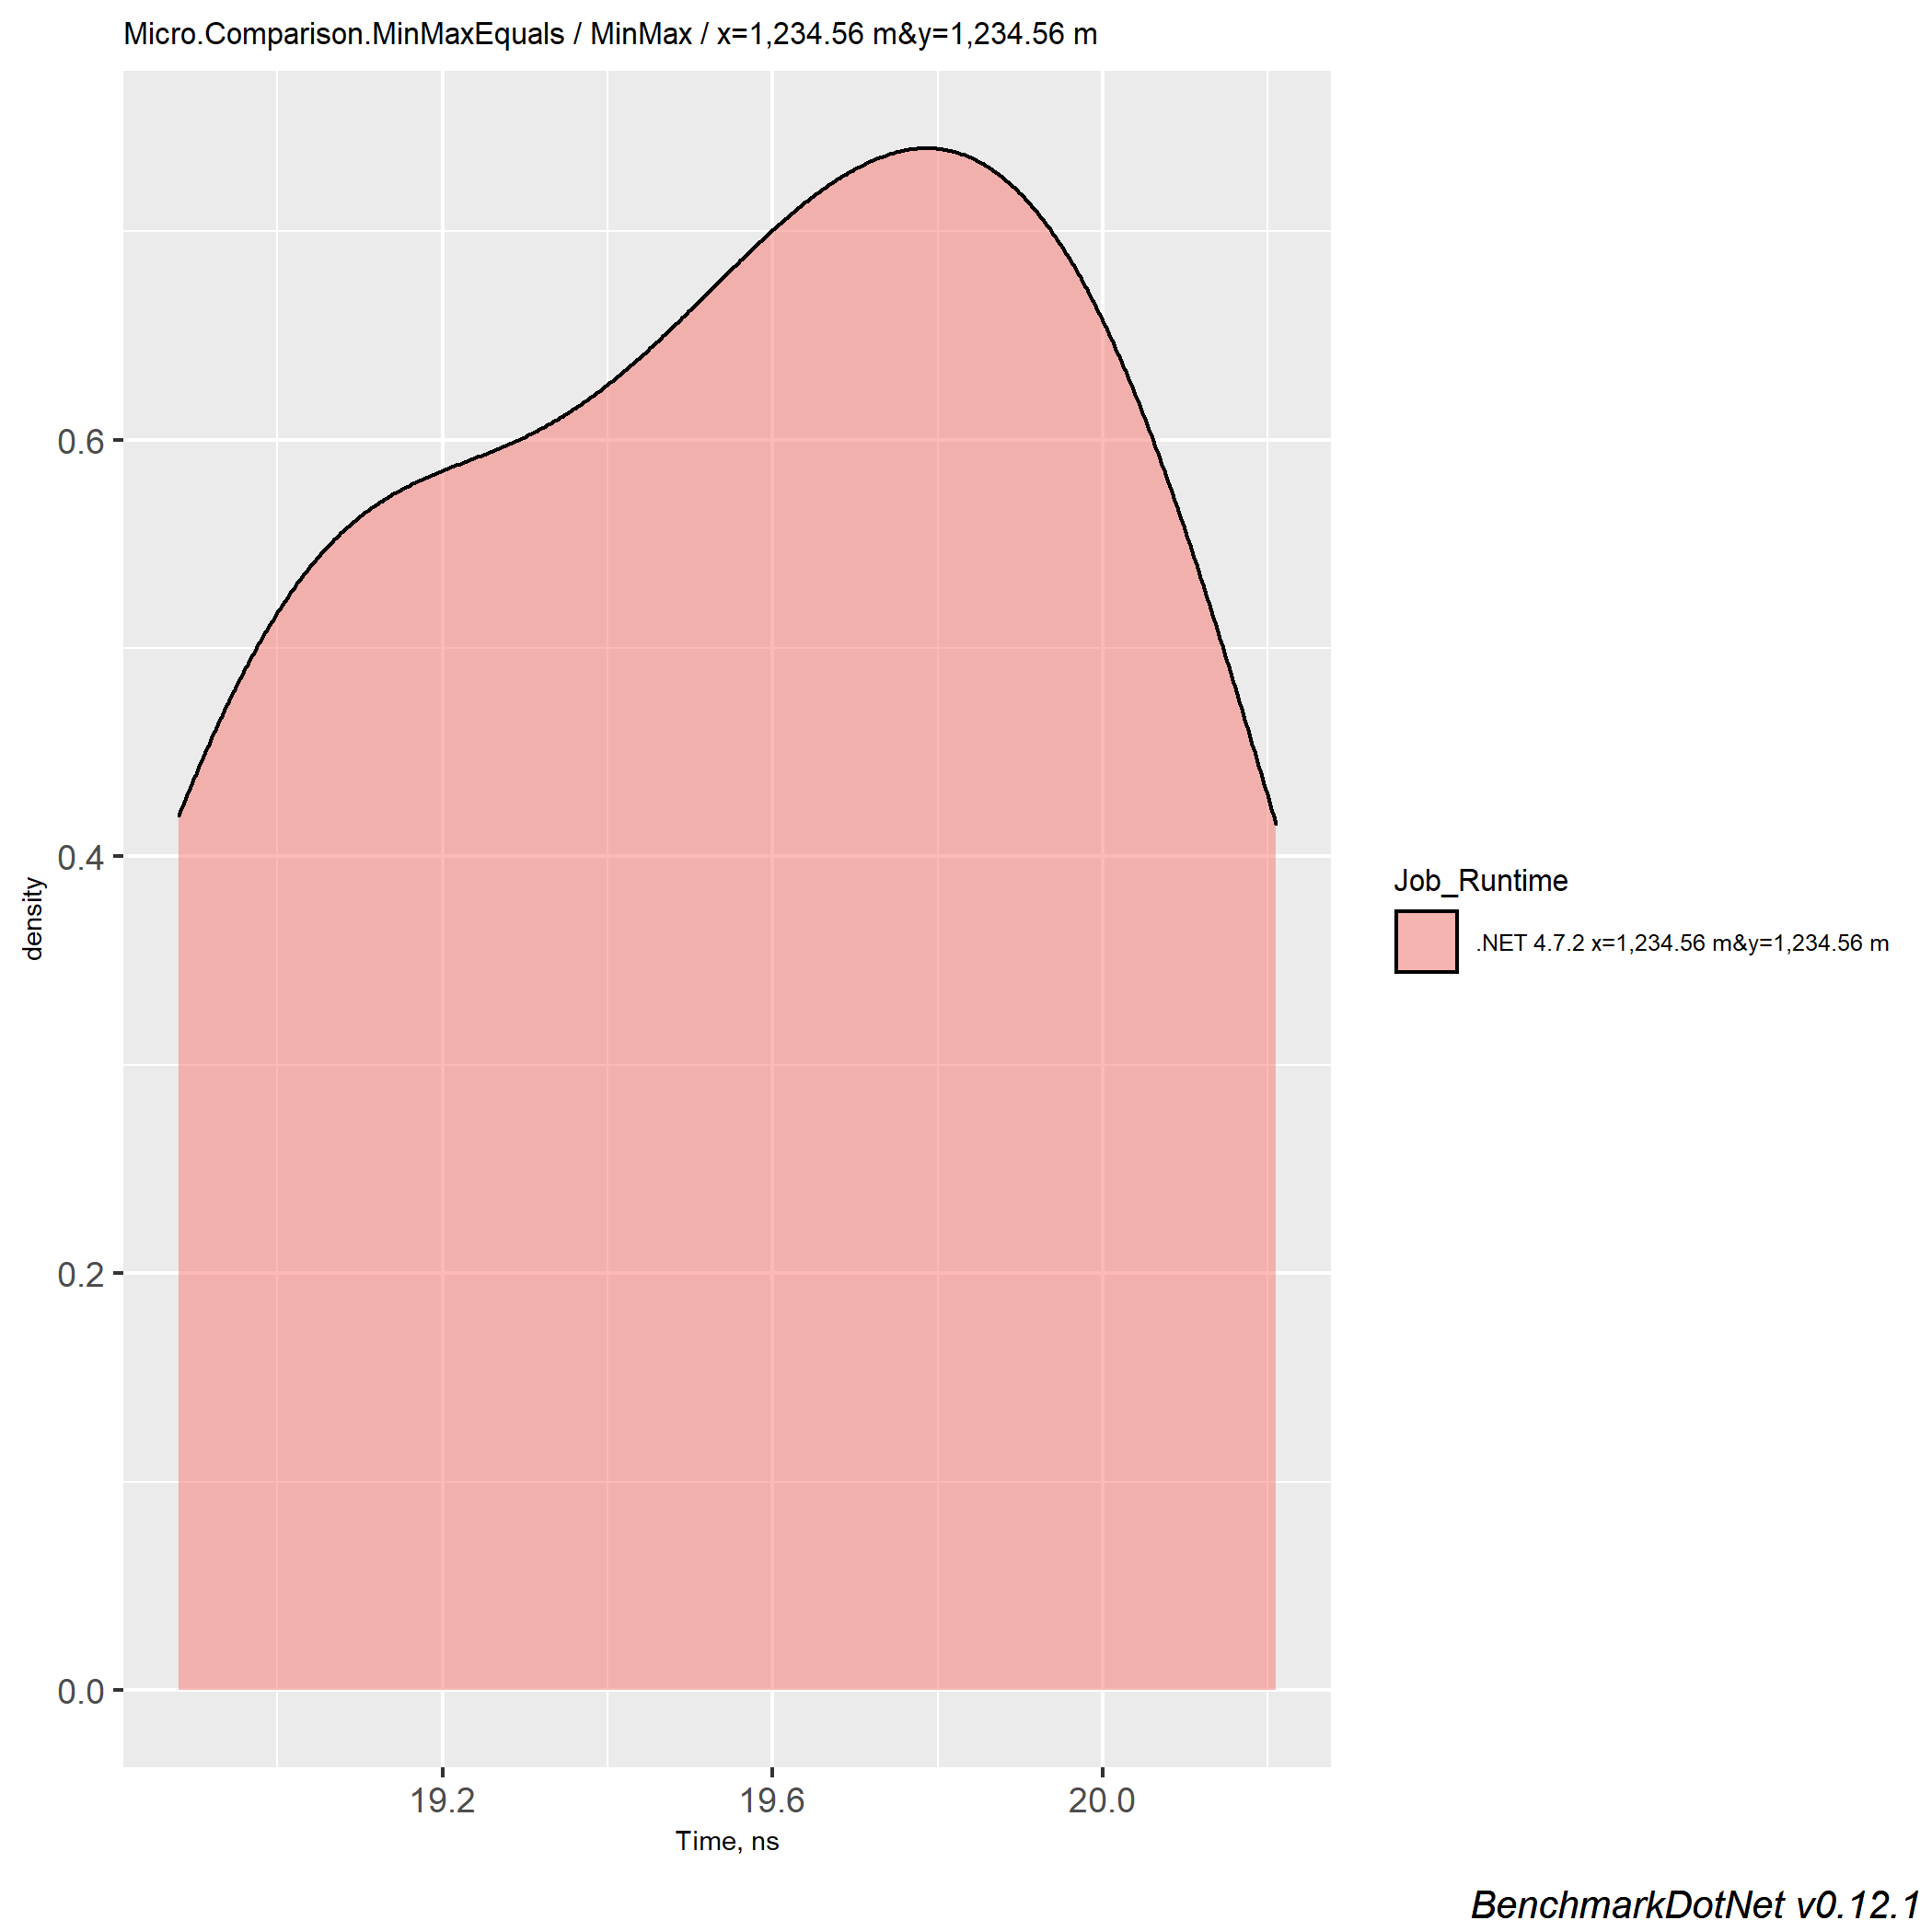 Micro.Comparison.MinMaxEquals / MinMax / x=1,234.56 m&y=1,234.56 m
0.6
0.4
0.2
0.0
density
19.2 19.6 20.0
Time, ns
Job_Runtime
.NET 4.7.2 x=1,234.56 m&y=1,234.56 m
BenchmarkDotNet v0.12.1